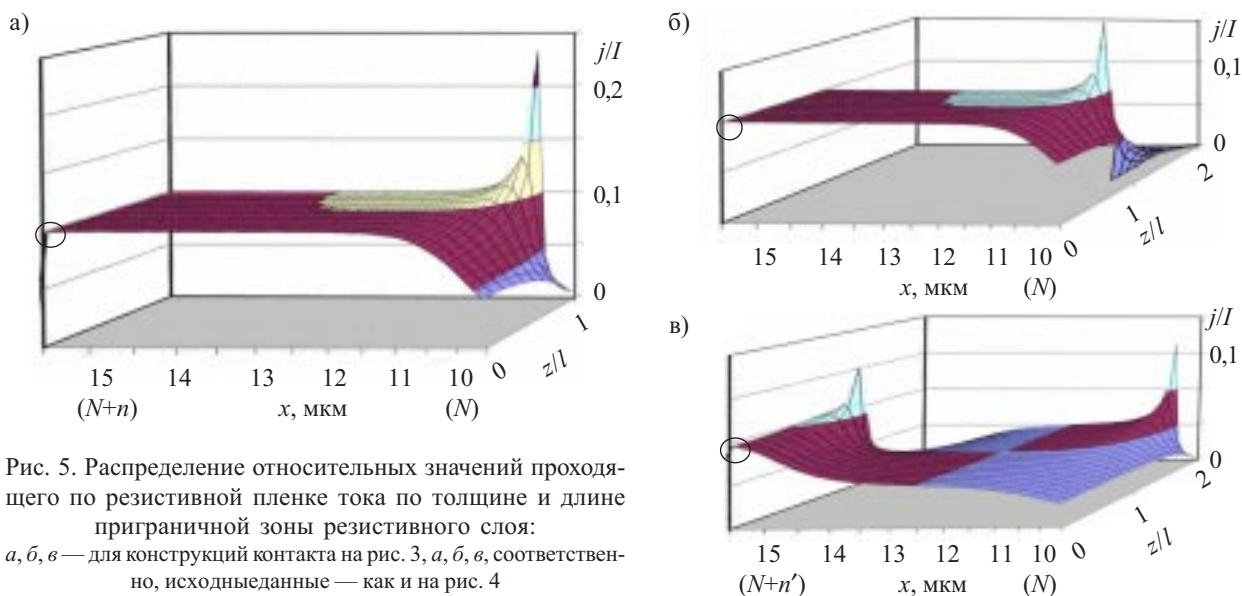 а)
j/I
0,2
0,1
0
1
z/l
0
15 14 13 12 11 10
(N+n) x, мкм (N)
б)
j/I
0,1
0
2
1
z/l
0
15 14 13 12 11 10
x, мкм (N)
в)
j/I
0,1
0
2
1
z/l
0
15 14 13 12 11 10
(N+n′) x, мкм (N)
Рис. 5. Распределение относительных значений проходя-
щего по резистивной пленке тока по толщине и длине
приграничной зоны резистивного слоя:
а, б, в — для конструкций контакта на рис. 3, а, б, в, соответствен-
но, исходныеданные — как и на рис. 4